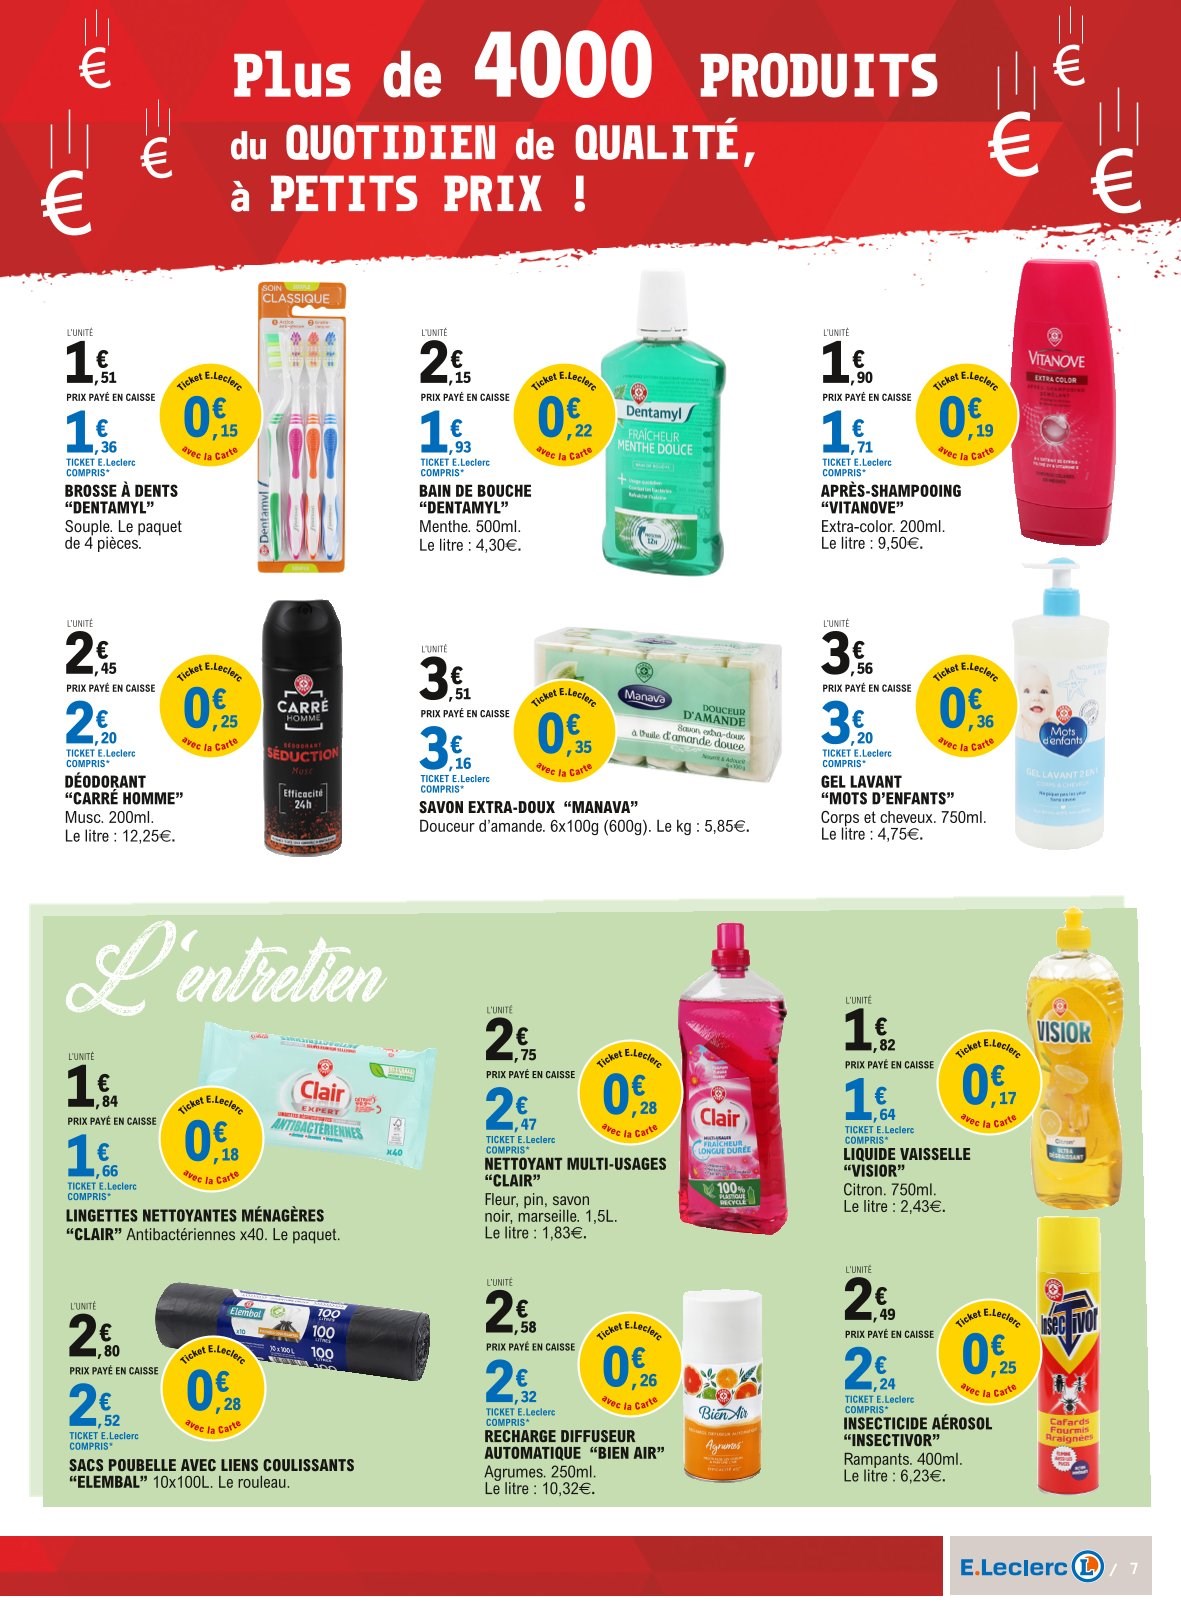 Plus de 4000 PRODUITS
du QUOTIDIEN de QUALITÉ,
à PETITS PRIX !
L'UNITÉ
1€,51
PRIX PAYÉ EN CAISSE
1€,36
TICKET E.Leclerc
COMPRIS*
Ticket E.Leclerc
0€,15
avec la Carte
BROSSE À DENTS
“DENTAMYL”
Souple. Le paquet
de 4 pièces.
SOIN
CLASSIQUE
Dentamyl
L'UNITÉ
2€,15
PRIX PAYÉ EN CAISSE
1€,93
TICKET E.Leclerc
COMPRIS*
Ticket E.Leclerc
0€,22
avec la Carte
BAIN DE BOUCHE
“DENTAMYL”
Menthe. 500ml.
Le litre : 4,30€.
Dentamyl
FRAÎCHEUR
MENTHE DOUCE
12h
L'UNITÉ
1€,90
PRIX PAYÉ EN CAISSE
1€,71
TICKET E.Leclerc
COMPRIS*
Ticket E.Leclerc
0€,19
avec la Carte
APRÈS-SHAMPOOING
“VITANOVE”
Extra-color. 200ml.
Le litre : 9,50€.
VITANOVE
EXTRA COLOR
L'UNITÉ
2€,45
PRIX PAYÉ EN CAISSE
2€,20
TICKET E.Leclerc
COMPRIS*
Ticket E.Leclerc
0€,25
avec la Carte
DÉODORANT
“CARRÉ HOMME”
Musc. 200ml.
Le litre : 12,25€.
CARRÉ
HOMME
DÉODORANT
SÉDUCTION
Musc
Efficacité
24h
L'UNITÉ
3€,51
PRIX PAYÉ EN CAISSE
3€,16
TICKET E.Leclerc
COMPRIS*
Ticket E.Leclerc
0€,35
avec la Carte
SAVON EXTRA-DOUX “MANAVA”
Douceur d’amande. 6x100g (600g). Le kg : 5,85€.
Manava
DOUCEUR
D'AMANDE
Savon extra-doux
à l'huile d'amande douce
L'UNITÉ
3€,56
PRIX PAYÉ EN CAISSE
3€,20
TICKET E.Leclerc
COMPRIS*
Ticket E.Leclerc
0€,36
avec la Carte
GEL LAVANT
“MOTS D’ENFANTS”
Corps et cheveux. 750ml.
Le litre : 4,75€.
Mots
d'enfants
GEL LAVANT 2 EN 1
L'entretien
L'UNITÉ
1€,84
PRIX PAYÉ EN CAISSE
1€,66
TICKET E.Leclerc
COMPRIS*
Ticket E.Leclerc
0€,18
avec la Carte
LINGETTES NETTOYANTES MÉNAGÈRES
“CLAIR” Antibactériennes x40. Le paquet.
Clair
EXPERT
ANTIBACTÉRIENNES
x40
L'UNITÉ
2€,75
PRIX PAYÉ EN CAISSE
2€,47
TICKET E.Leclerc
COMPRIS*
Ticket E.Leclerc
0€,28
avec la Carte
NETTOYANT MULTI-USAGES
“CLAIR”
Fleur, pin, savon
noir, marseille. 1,5L.
Le litre : 1,83€.
Clair
MULTI-USAGES
FRAÎCHEUR
LONGUE DURÉE
100%
PLASTIQUE
RECYCLÉ
L'UNITÉ
1€,82
PRIX PAYÉ EN CAISSE
1€,64
TICKET E.Leclerc
COMPRIS*
Ticket E.Leclerc
0€,17
avec la Carte
LIQUIDE VAISSELLE
“VISIOR”
Citron. 750ml.
Le litre : 2,43€.
VISIOR
Citron
L'UNITÉ
2€,80
PRIX PAYÉ EN CAISSE
2€,52
TICKET E.Leclerc
COMPRIS*
Ticket E.Leclerc
0€,28
avec la Carte
SACS POUBELLE AVEC LIENS COULISSANTS
“ELEMBAL” 10x100L. Le rouleau.
Elembal
x10
10 x 100 L
100
LITRES
100
LITRES
100
LITRES
L'UNITÉ
2€,58
PRIX PAYÉ EN CAISSE
2€,32
TICKET E.Leclerc
COMPRIS*
Ticket E.Leclerc
0€,26
avec la Carte
RECHARGE DIFFUSEUR
AUTOMATIQUE “BIEN AIR”
Agrumes. 250ml.
Le litre : 10,32€.
Bien Air
Agrumes
L'UNITÉ
2€,49
PRIX PAYÉ EN CAISSE
2€,24
TICKET E.Leclerc
COMPRIS*
Ticket E.Leclerc
0€,25
avec la Carte
INSECTICIDE AÉROSOL
“INSECTIVOR”
Rampants. 400ml.
Le litre : 6,23€.
InsecTivor
Cafards
Fourmis
Araignées
E.Leclerc L / 7